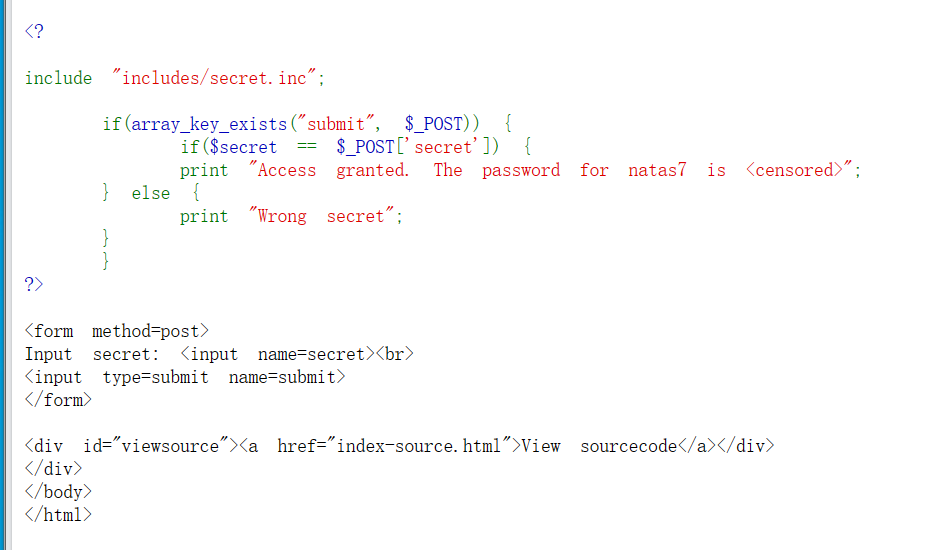 <?
include "includes/secret.inc";
if(array_key_exists("submit", $_POST)) {
if($secret == $_POST['secret']) {
print "Access granted. The password for natas7 is <censored>";
} else {
print "Wrong secret";
}
}
?>
<form method=post>
Input secret: <input name=secret><br>
<input type=submit name=submit>
</form>
<div id="viewsource"><a href="index-source.html">View sourcecode</a></div>
</div>
</body>
</html>